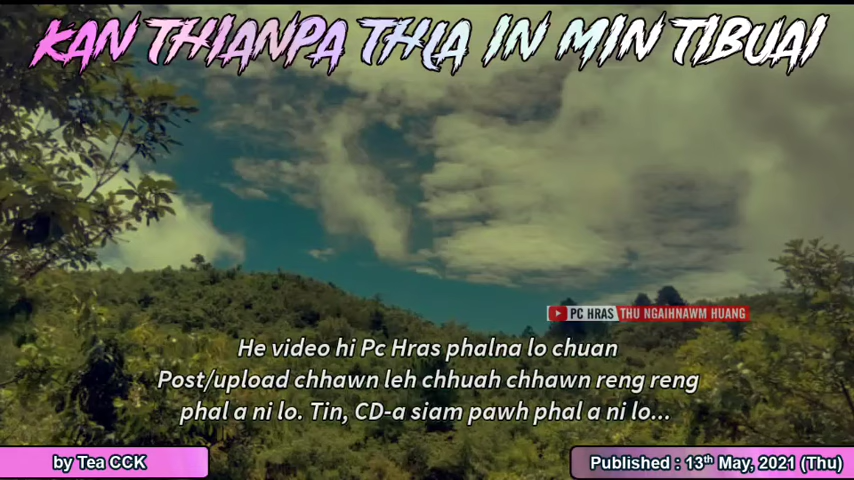 KAN THIANPA THLA IN MIN TIBUAI
PC HRAS THU NGAIHNAWM HUANG
He video hi Pc Hras phalna lo chuan
Post/upload chhawn leh chhuah chhawn reng reng
phal a ni lo. Tin, CD-a siam pawh phal a ni lo...
by Tea CCK
Published : 13th May, 2021 (Thu)